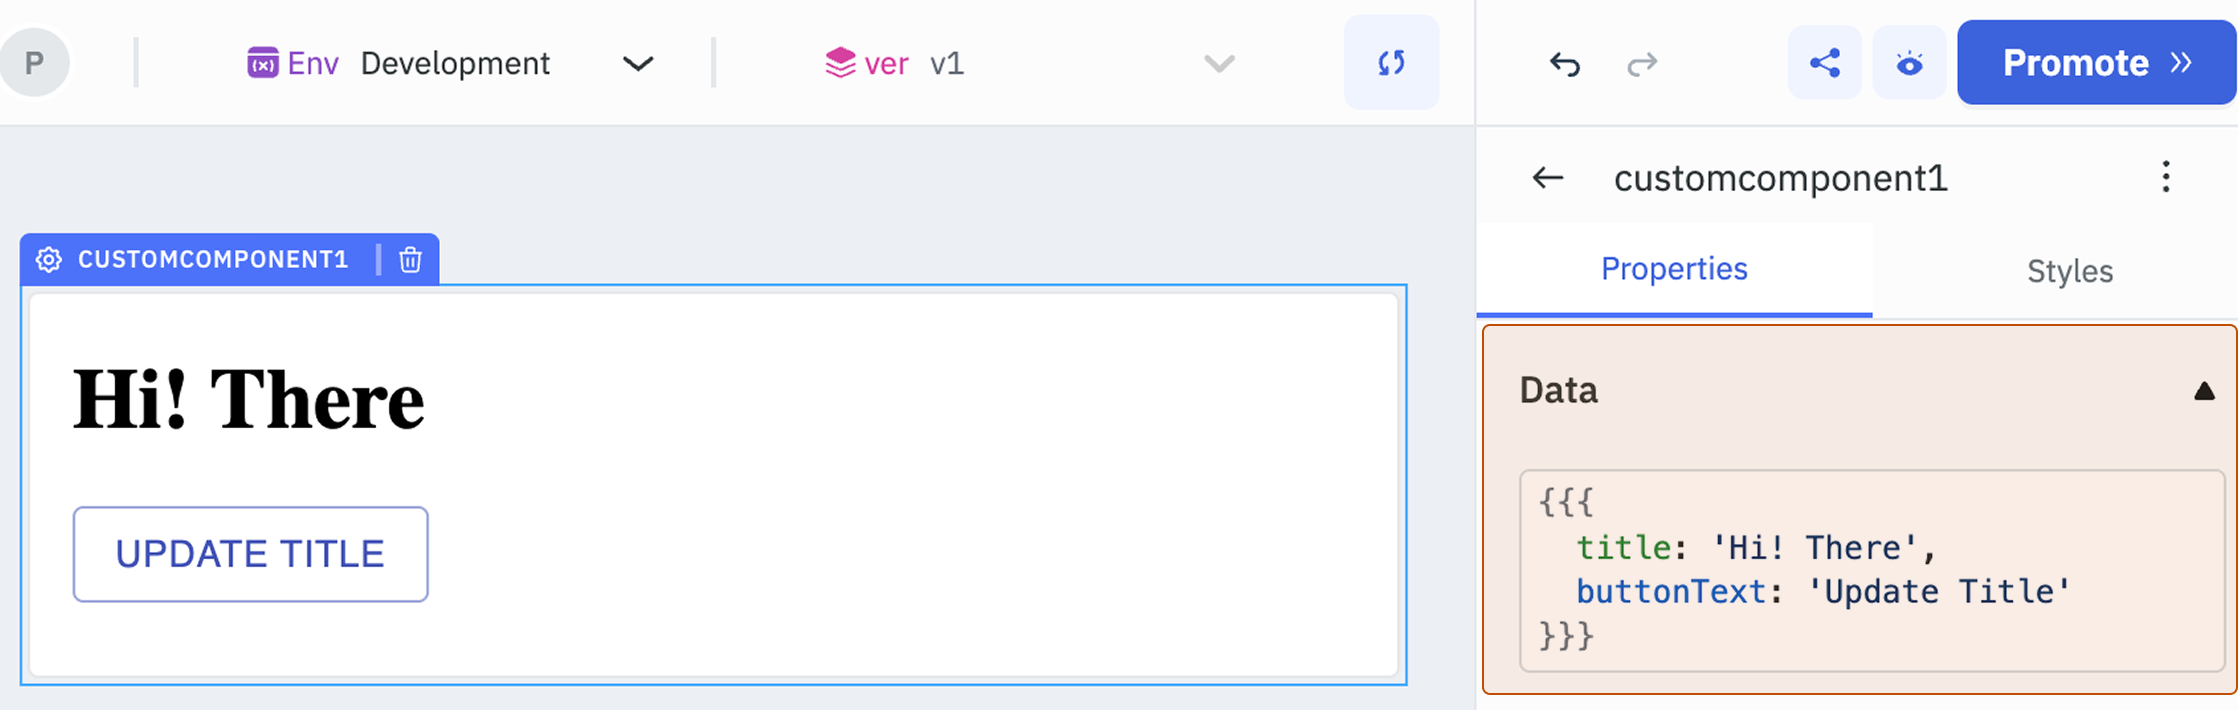 P
Env Development
ver v1
Promote
customcomponent1
Properties Styles
CUSTOMCOMPONENT1
Hi! There
UPDATE TITLE
Data
{{{
title: 'Hi! There',
buttonText: 'Update Title'
}}}